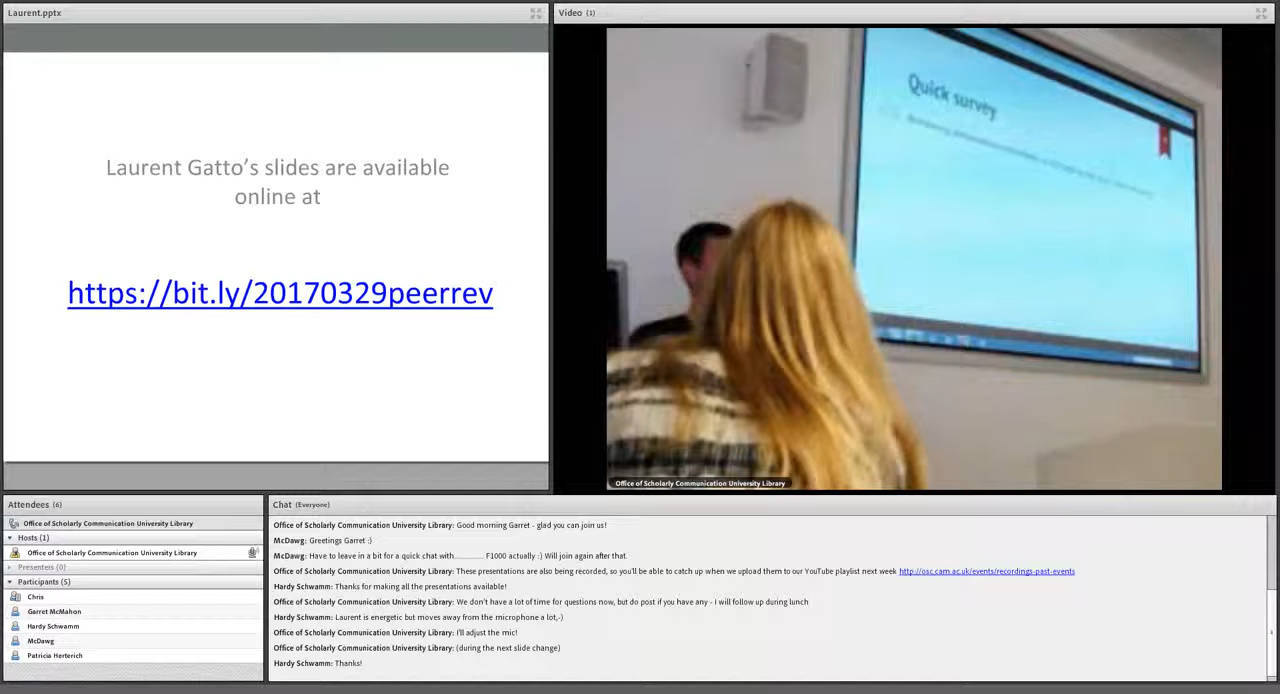 Laurent.pptx
Laurent Gatto’s slides are available
online at
https://bit.ly/20170329peerrev
Video (1)
Quick survey
Office of Scholarly Communication University Library
Attendees (6)
Office of Scholarly Communication University Library
Hosts (1)
Office of Scholarly Communication University Library
Presenters (0)
Participants (5)
Chris
Garret McMahon
Hardy Schwamm
McDawg
Patricia Herterich
Chat (Everyone)
Office of Scholarly Communication University Library: Good morning Garret - glad you can join us!
McDawg: Greetings Garret :)
McDawg: Have to leave in a bit for a quick chat with........... F1000 actually :) Will join again after that.
Office of Scholarly Communication University Library: These presentations are also being recorded, so you'll be able to catch up when we upload them to our YouTube playlist next week http://osc.cam.ac.uk/events/recordings-past-events
Hardy Schwamm: Thanks for making all the presentations available!
Office of Scholarly Communication University Library: We don't have a lot of time for questions now, but do post if you have any - I will follow up during lunch
Hardy Schwamm: Laurent is energetic but moves away from the microphone a lot,-)
Office of Scholarly Communication University Library: I'll adjust the mic!
Office of Scholarly Communication University Library: (during the next slide change)
Hardy Schwamm: Thanks!